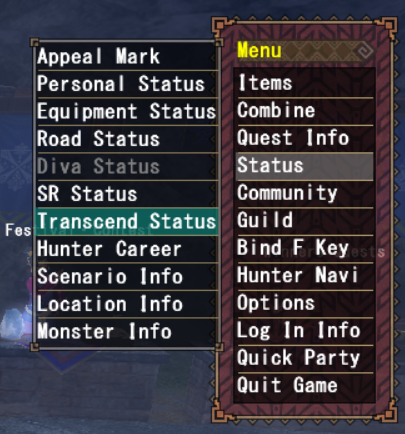 Appeal Mark
Personal Status
Equipment Status
Road Status
Diva Status
SR Status
Transcend Status
Hunter Career
Scenario Info
Location Info
Monster Info
Menu
Items
Combine
Quest Info
Status
Community
Guild
Bind F Key
Hunter Navi
Options
Log In Info
Quick Party
Quit Game